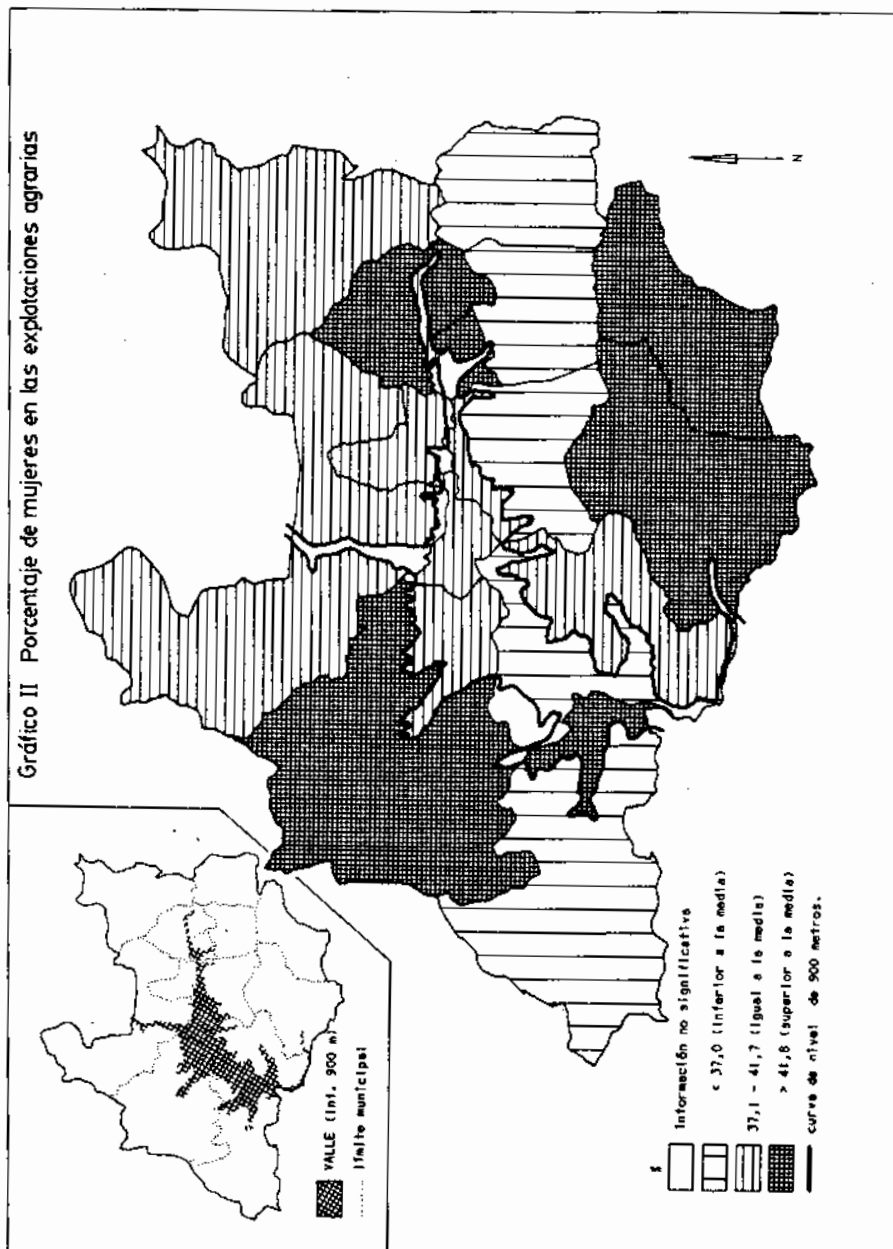 Gráfico II Porcentaje de mujeres en las explotaciones agrarias
VALLE (inf. 900 m)
límite municipal
%
Información no significativa
< 37,0 (inferior a la media)
37,1 - 41,7 (igual a la media)
> 41,8 (superior a la media)
curva de nivel de 900 metros.
N